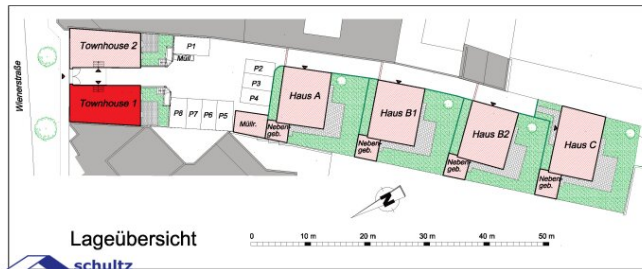 Townhouse 2
P1
Müll
Wienerstraße
Townhouse 1
P8 P7 P6 P5
P2
P3
P4
Müllr.
Haus A
Neben-
geb.
Haus B1
Neben-
geb.
Haus B2
Neben-
geb.
Haus C
Neben-
geb.
N
Lageübersicht
0 10 m 20 m 30 m 40 m 50 m
schultz